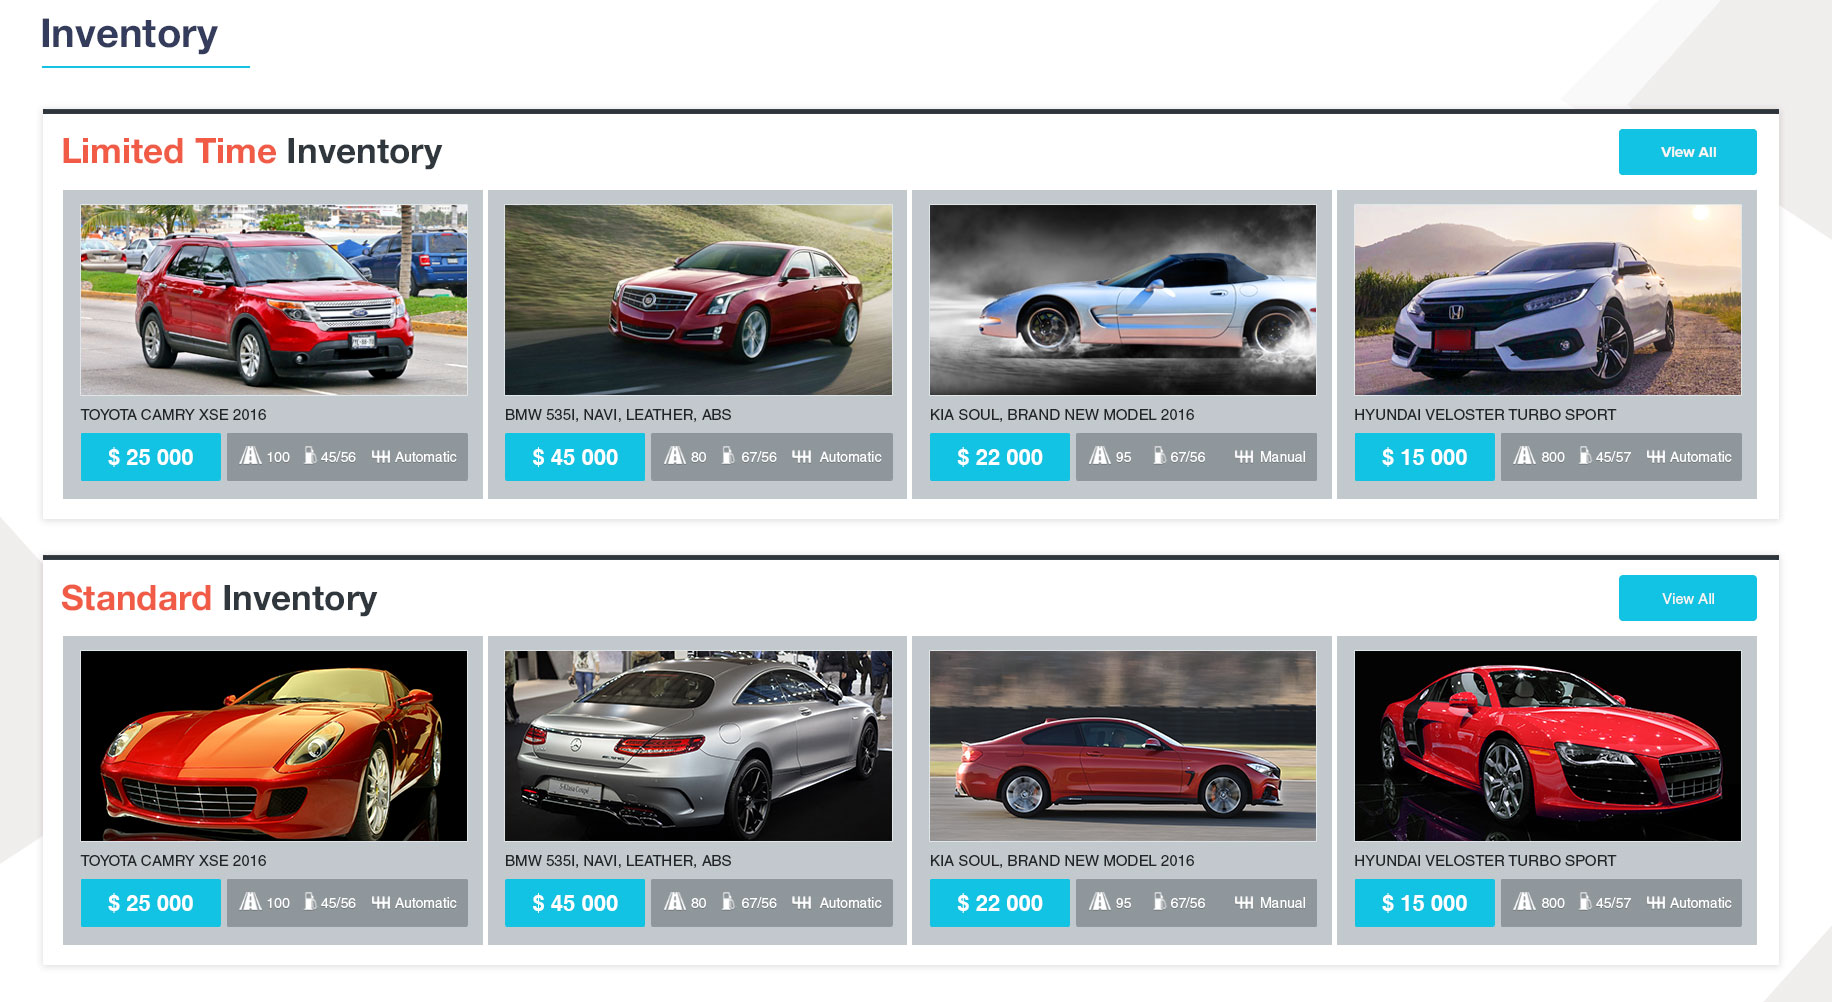 Inventory
Limited Time Inventory
View All
TOYOTA CAMRY XSE 2016
$ 25 000
100
45/56
Automatic
BMW 535I, NAVI, LEATHER, ABS
$ 45 000
80
67/56
Automatic
KIA SOUL, BRAND NEW MODEL 2016
$ 22 000
95
67/56
Manual
HYUNDAI VELOSTER TURBO SPORT
$ 15 000
800
45/57
Automatic
Standard Inventory
View All
TOYOTA CAMRY XSE 2016
$ 25 000
100
45/56
Automatic
S-Klasse Coupé
BMW 535I, NAVI, LEATHER, ABS
$ 45 000
80
67/56
Automatic
KIA SOUL, BRAND NEW MODEL 2016
$ 22 000
95
67/56
Manual
HYUNDAI VELOSTER TURBO SPORT
$ 15 000
800
45/57
Automatic